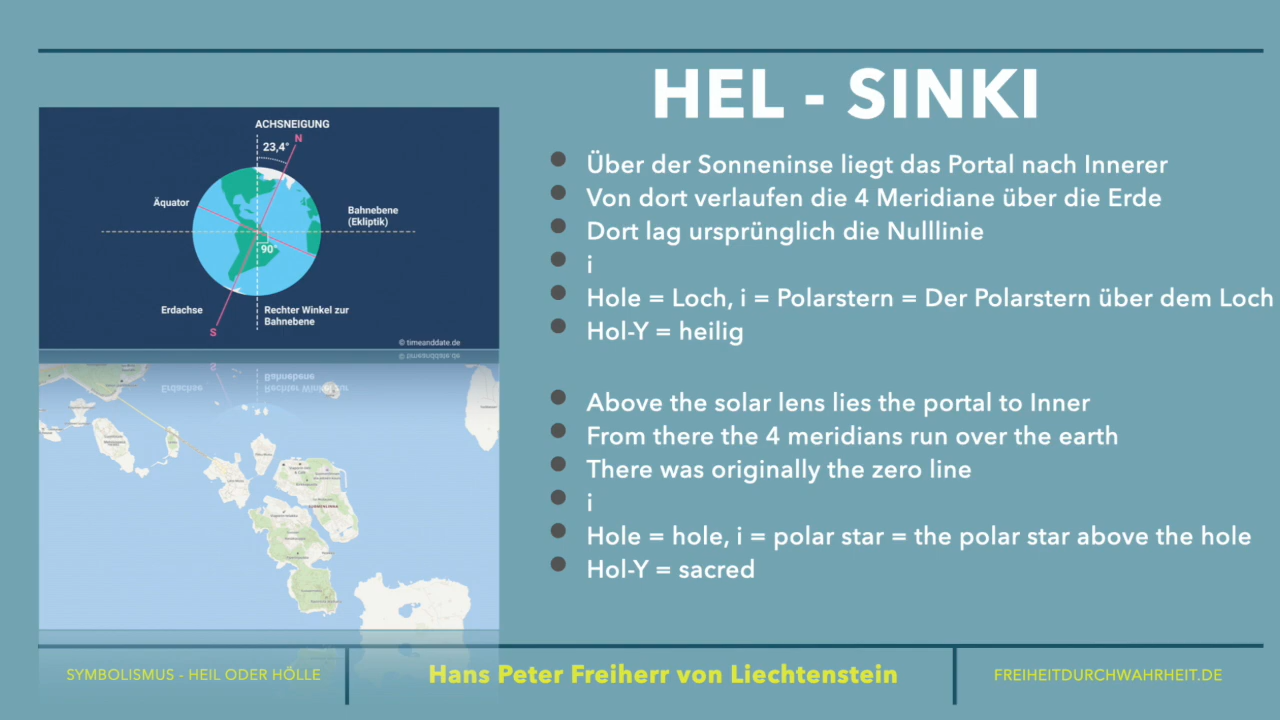 HEL - SINKI
ACHSNEIGUNG
N
23,4°
Äquator
Bahnebene
(Ekliptik)
90°
Erdachse
Rechter Winkel zur
Bahnebene
S
© timeanddate.de
Über der Sonneninse liegt das Portal nach Innerer
Von dort verlaufen die 4 Meridiane über die Erde
Dort lag ursprünglich die Nulllinie
i
Hole = Loch, i = Polarstern = Der Polarstern über dem Loch
Hol-Y = heilig
Above the solar lens lies the portal to Inner
From there the 4 meridians run over the earth
There was originally the zero line
i
Hole = hole, i = polar star = the polar star above the hole
Hol-Y = sacred
SYMBOLISMUS - HEIL ODER HÖLLE
Hans Peter Freiherr von Liechtenstein
FREIHEITDURCHWAHRHEIT.DE